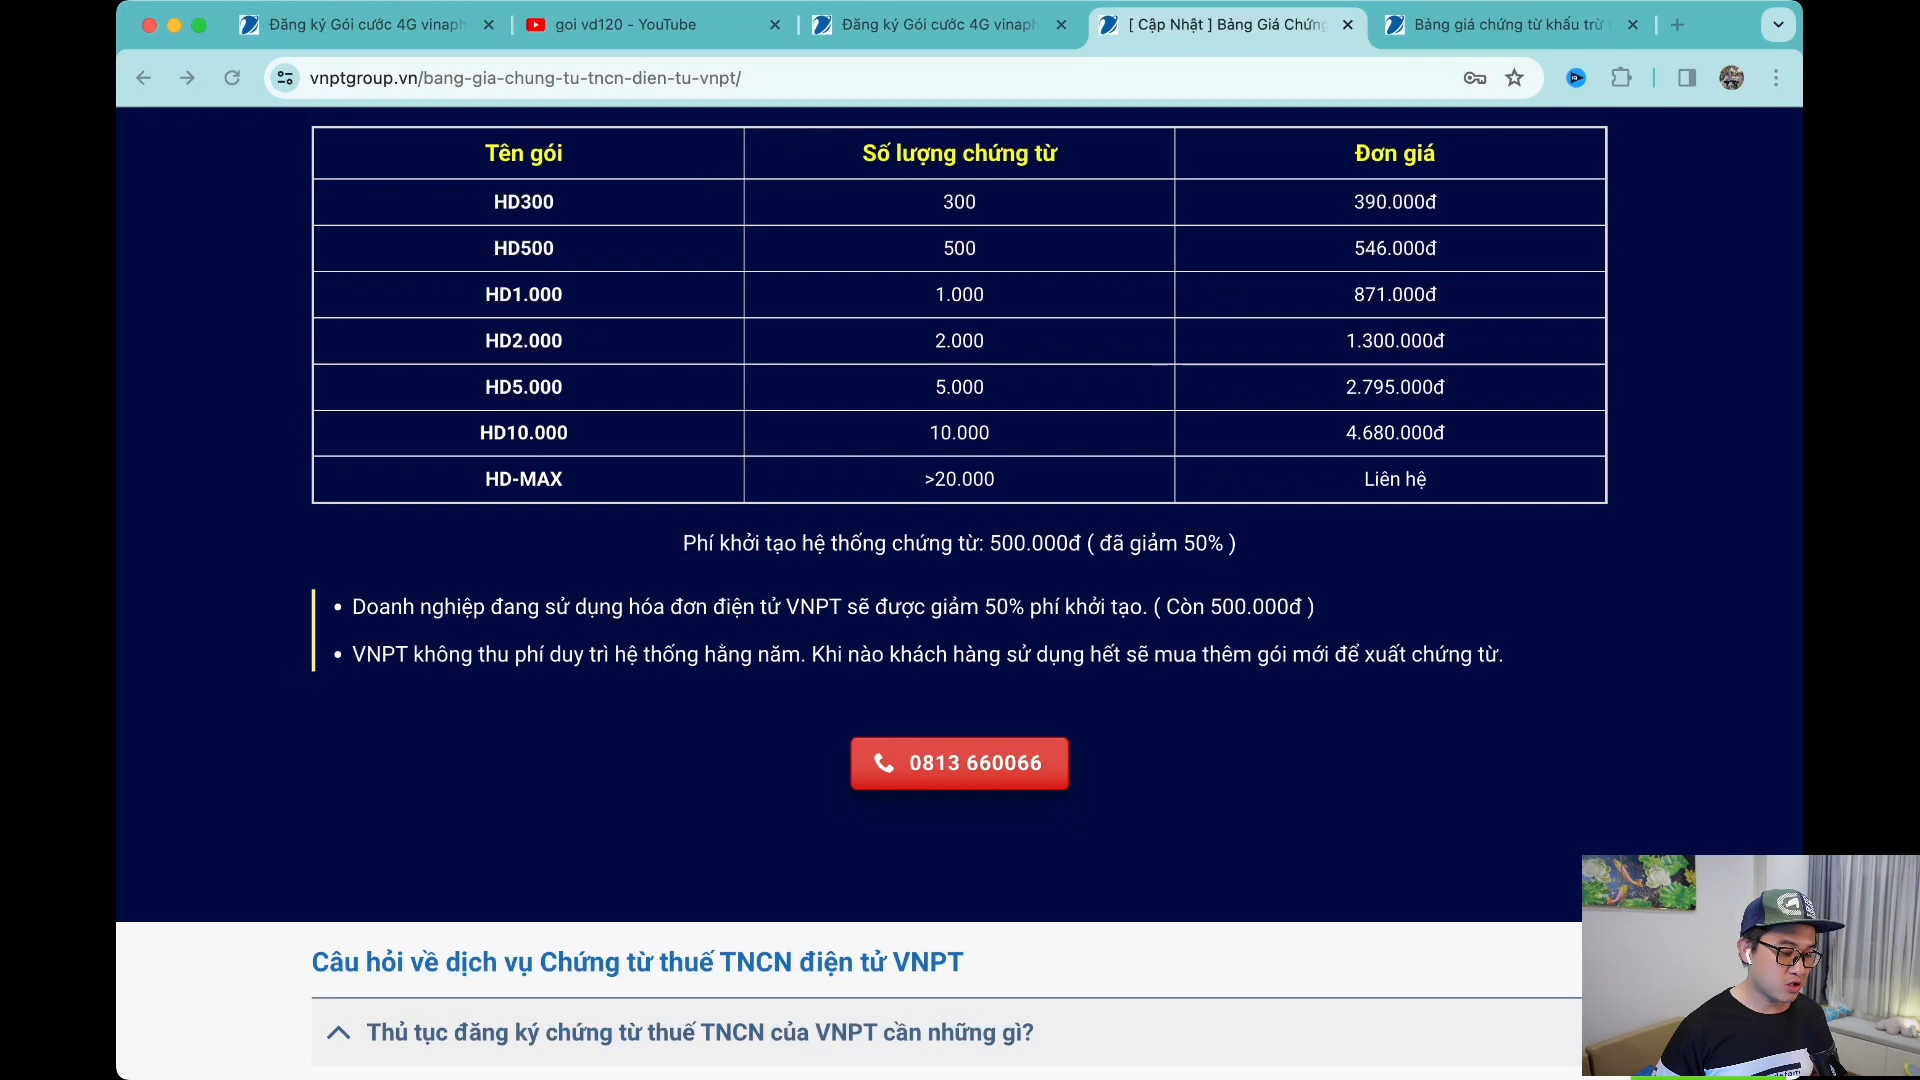 Đăng ký Gói cước 4G vinaph
goi vd120 - YouTube
Đăng ký Gói cước 4G vinaph
[ Cập Nhật ] Bảng Giá Chứng
Bảng giá chứng từ khấu trừ
vnptgroup.vn/bang-gia-chung-tu-tncn-dien-tu-vnpt/
Tên gói Số lượng chứng từ Đơn giá
HD300 300 390.000đ
HD500 500 546.000đ
HD1.000 1.000 871.000đ
HD2.000 2.000 1.300.000đ
HD5.000 5.000 2.795.000đ
HD10.000 10.000 4.680.000đ
HD-MAX >20.000 Liên hệ
Phí khởi tạo hệ thống chứng từ: 500.000đ ( đã giảm 50% )
• Doanh nghiệp đang sử dụng hóa đơn điện tử VNPT sẽ được giảm 50% phí khởi tạo. ( Còn 500.000đ )
• VNPT không thu phí duy trì hệ thống hằng năm. Khi nào khách hàng sử dụng hết sẽ mua thêm gói mới để xuất chứng từ.
0813 660066
Câu hỏi về dịch vụ Chứng từ thuế TNCN điện tử VNPT
Thủ tục đăng ký chứng từ thuế TNCN của VNPT cần những gì?